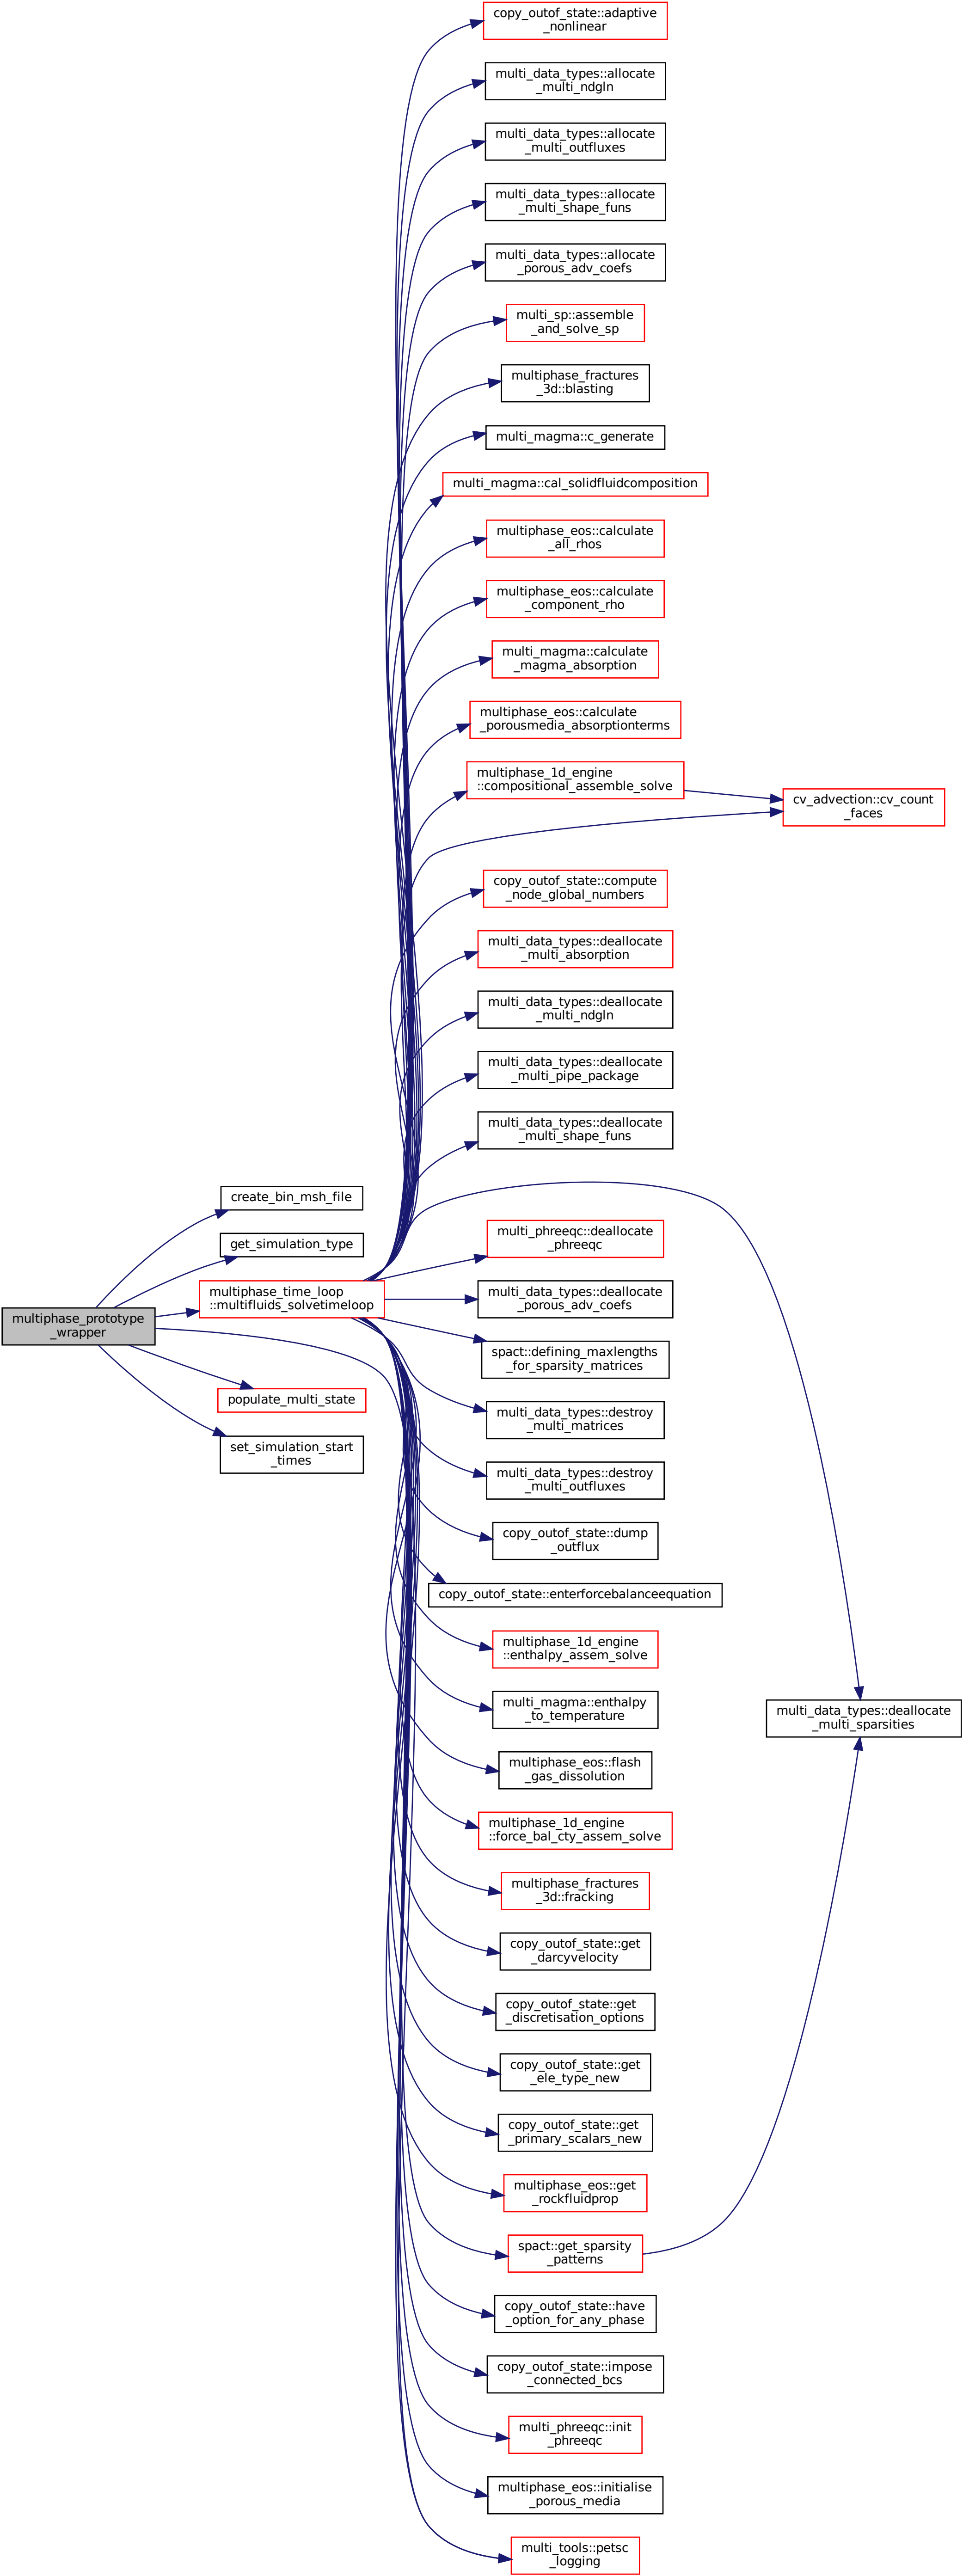 copy_outof_state::adaptive
_nonlinear
multi_data_types::allocate
_multi_ndgln
multi_data_types::allocate
_multi_outfluxes
multi_data_types::allocate
_multi_shape_funs
multi_data_types::allocate
_porous_adv_coefs
multi_sp::assemble
_and_solve_sp
multiphase_fractures
_3d::blasting
multi_magma::c_generate
multi_magma::cal_solidfluidcomposition
multiphase_eos::calculate
_all_rhos
multiphase_eos::calculate
_component_rho
multi_magma::calculate
_magma_absorption
multiphase_eos::calculate
_porousmedia_absorptionterms
multiphase_1d_engine
::compositional_assemble_solve
cv_advection::cv_count
_faces
copy_outof_state::compute
_node_global_numbers
multi_data_types::deallocate
_multi_absorption
multi_data_types::deallocate
_multi_ndgln
multi_data_types::deallocate
_multi_pipe_package
multi_data_types::deallocate
_multi_shape_funs
create_bin_msh_file
get_simulation_type
multiphase_time_loop
::multifluids_solvetimeloop
multiphase_prototype
_wrapper
populate_multi_state
set_simulation_start
_times
multi_phreeqc::deallocate
_phreeqc
multi_data_types::deallocate
_porous_adv_coefs
spact::defining_maxlengths
_for_sparsity_matrices
multi_data_types::destroy
_multi_matrices
multi_data_types::destroy
_multi_outfluxes
copy_outof_state::dump
_outflux
copy_outof_state::enterforcebalanceequation
multiphase_1d_engine
::enthalpy_assem_solve
multi_magma::enthalpy
_to_temperature
multi_data_types::deallocate
_multi_sparsities
multiphase_eos::flash
_gas_dissolution
multiphase_1d_engine
::force_bal_cty_assem_solve
multiphase_fractures
_3d::fracking
copy_outof_state::get
_darcyvelocity
copy_outof_state::get
_discretisation_options
copy_outof_state::get
_ele_type_new
copy_outof_state::get
_primary_scalars_new
multiphase_eos::get
_rockfluidprop
spact::get_sparsity
_patterns
copy_outof_state::have
_option_for_any_phase
copy_outof_state::impose
_connected_bcs
multi_phreeqc::init
_phreeqc
multiphase_eos::initialise
_porous_media
multi_tools::petsc
_logging